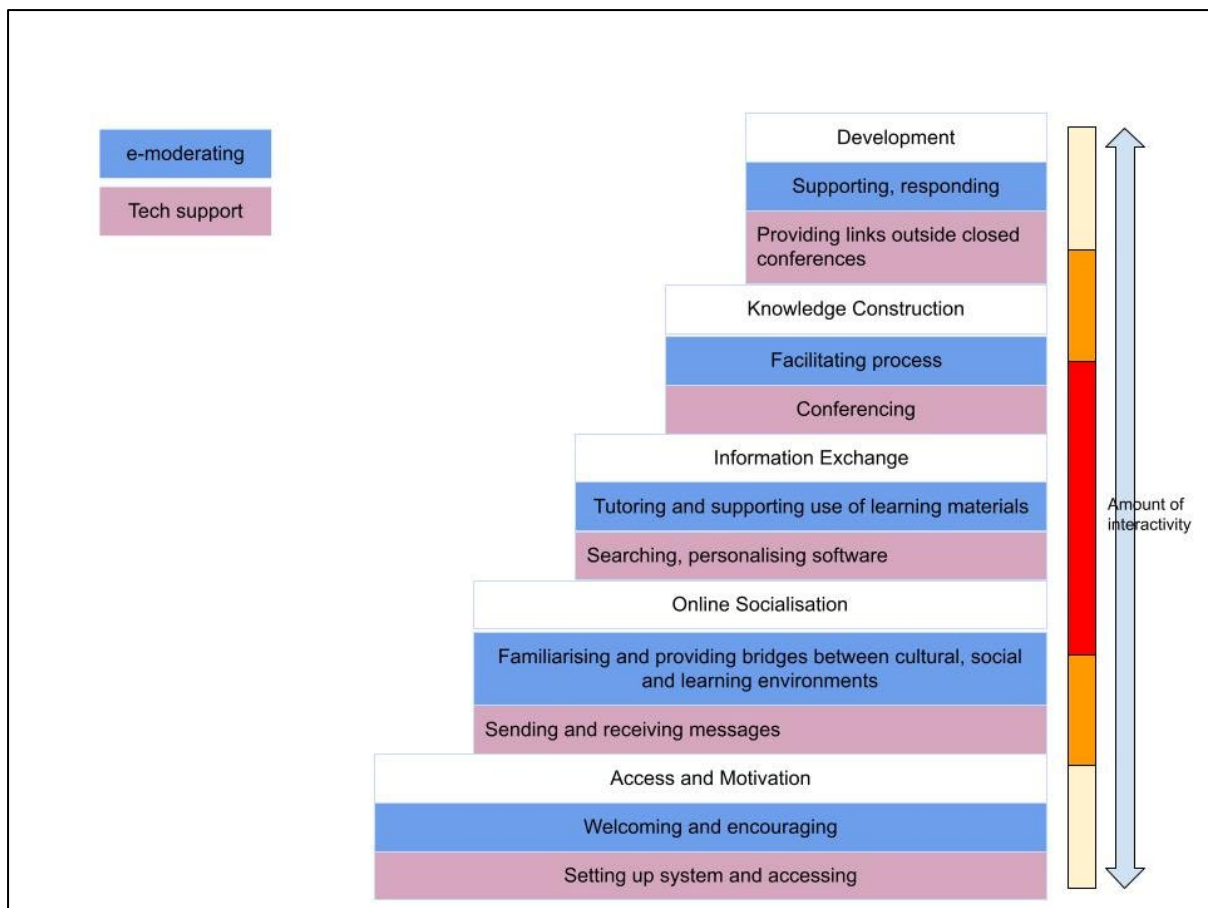 e-moderating
Tech support
Development
Supporting, responding
Providing links outside closed
conferences
Knowledge Construction
Facilitating process
Conferencing
Information Exchange
Tutoring and supporting use of learning materials
Searching, personalising software
Online Socialisation
Familiarising and providing bridges between cultural, social
and learning environments
Sending and receiving messages
Access and Motivation
Welcoming and encouraging
Setting up system and accessing
Amount of
interactivity